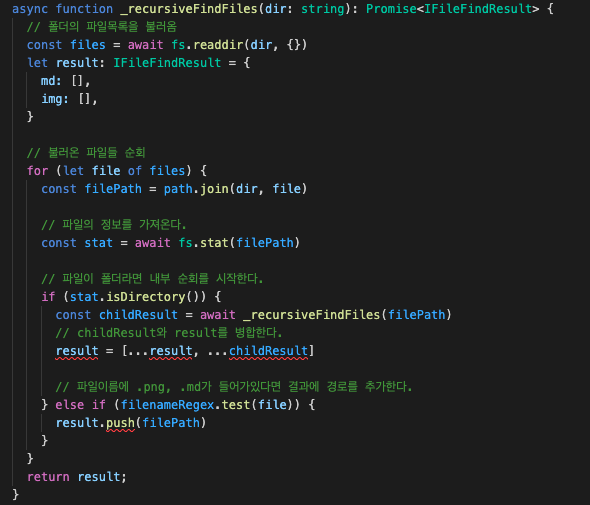 async function _recursiveFindFiles(dir: string): Promise<IFileFindResult> {
  // 폴더의 파일목록을 불러옴
  const files = await fs.readdir(dir, {})
  let result: IFileFindResult = {
    md: [],
    img: [],
  }

  // 불러온 파일들 순회
  for (let file of files) {
    const filePath = path.join(dir, file)

    // 파일의 정보를 가져온다.
    const stat = await fs.stat(filePath)

    // 파일이 폴더라면 내부 순회를 시작한다.
    if (stat.isDirectory()) {
      const childResult = await _recursiveFindFiles(filePath)
      // childResult와 result를 병합한다.
      result = [...result, ...childResult]

      // 파일이름에 .png, .md가 들어가있다면 결과에 경로를 추가한다.
    } else if (filenameRegex.test(file)) {
      result.push(filePath)
    }
  }
  return result;
}